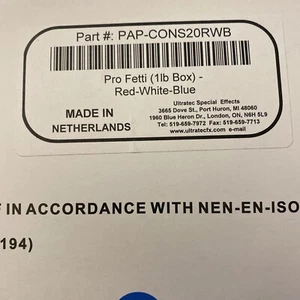 Part #: PAP-CONS20RWB
Pro Fetti (1lb Box) -
Red-White-Blue
MADE IN
NETHERLANDS
Ultratec Special Effects
3665 Dove St., Port Huron, MI 48060
1960 Blue Heron Dr., London, ON, N6H 5L9
Tel: 519-659-7972 Fax: 519-659-7713
www.ultratecfx.com e-mail
IN ACCORDANCE WITH NEN-EN-ISO
194)